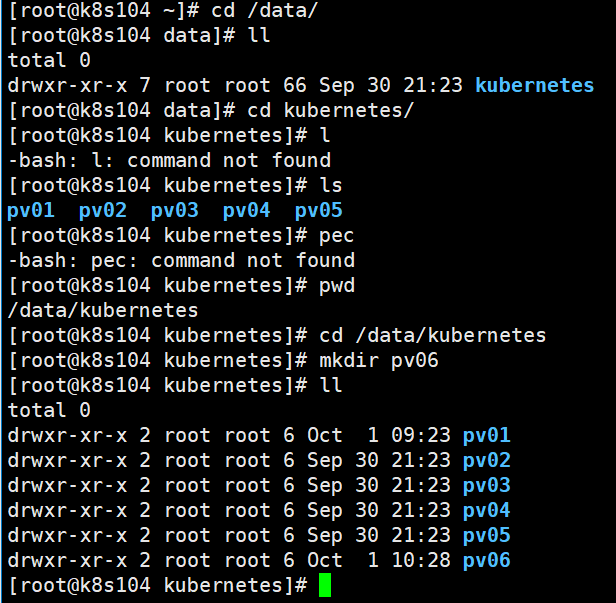 [root@k8s104 ~]# cd /data/
[root@k8s104 data]# ll
total 0
drwxr-xr-x 7 root root 66 Sep 30 21:23 kubernetes
[root@k8s104 data]# cd kubernetes/
[root@k8s104 kubernetes]# l
-bash: l: command not found
[root@k8s104 kubernetes]# ls
pv01  pv02  pv03  pv04  pv05
[root@k8s104 kubernetes]# pec
-bash: pec: command not found
[root@k8s104 kubernetes]# pwd
/data/kubernetes
[root@k8s104 kubernetes]# cd /data/kubernetes
[root@k8s104 kubernetes]# mkdir pv06
[root@k8s104 kubernetes]# ll
total 0
drwxr-xr-x 2 root root 6 Oct  1 09:23 pv01
drwxr-xr-x 2 root root 6 Sep 30 21:23 pv02
drwxr-xr-x 2 root root 6 Sep 30 21:23 pv03
drwxr-xr-x 2 root root 6 Sep 30 21:23 pv04
drwxr-xr-x 2 root root 6 Sep 30 21:23 pv05
drwxr-xr-x 2 root root 6 Oct  1 10:28 pv06
[root@k8s104 kubernetes]#